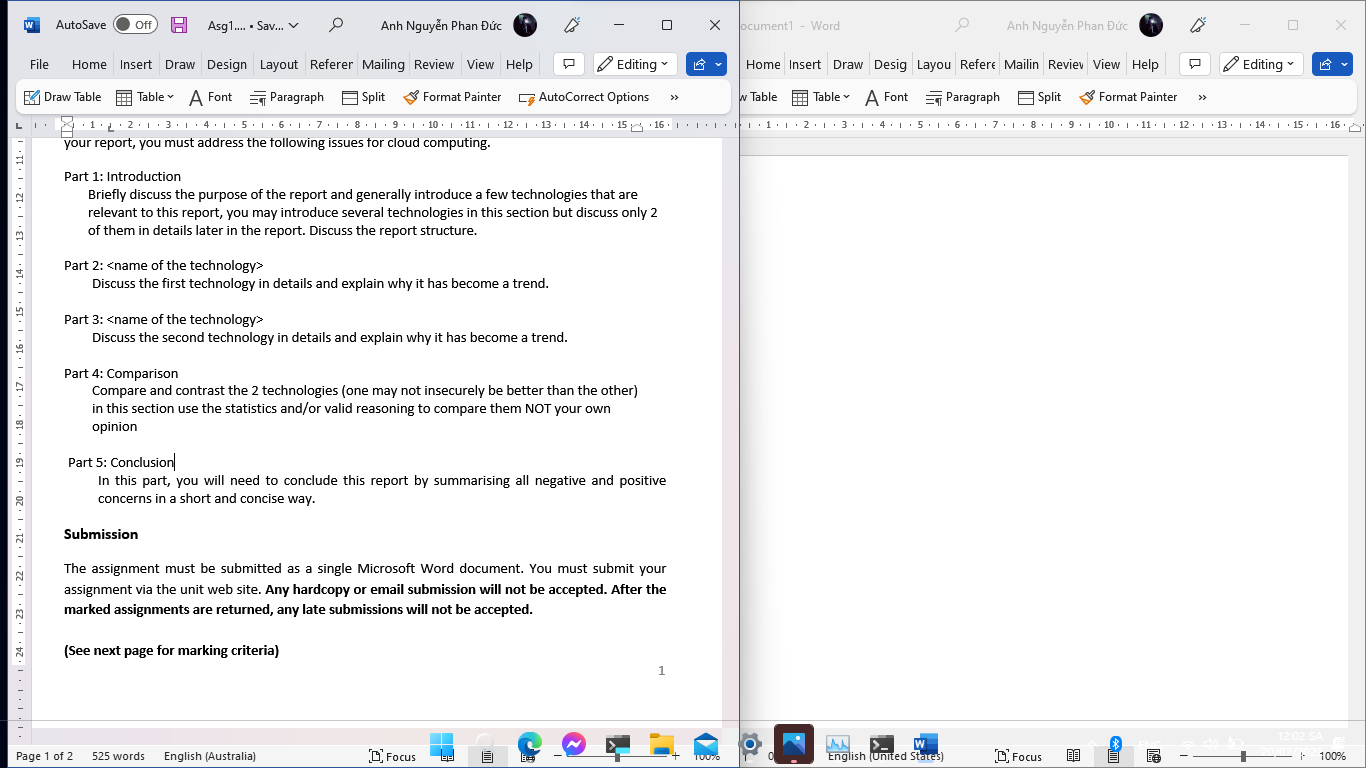 AutoSave Off Asg1.... • Sav... Anh Nguyễn Phan Đức
ocument1 - Word Anh Nguyễn Phan Đức
File Home Insert Draw Design Layout Referer Mailing Review View Help Editing
Home Insert Draw Desig Layou Refere Mailin Review View Help Editing
Draw Table Table Font Paragraph Split Format Painter AutoCorrect Options »
w Table Table Font Paragraph Split Format Painter »
your report, you must address the following issues for cloud computing.
Part 1: Introduction
Briefly discuss the purpose of the report and generally introduce a few technologies that are
relevant to this report, you may introduce several technologies in this section but discuss only 2
of them in details later in the report. Discuss the report structure.
Part 2: <name of the technology>
Discuss the first technology in details and explain why it has become a trend.
Part 3: <name of the technology>
Discuss the second technology in details and explain why it has become a trend.
Part 4: Comparison
Compare and contrast the 2 technologies (one may not insecurely be better than the other)
in this section use the statistics and/or valid reasoning to compare them NOT your own
opinion
Part 5: Conclusion
In this part, you will need to conclude this report by summarising all negative and positive
concerns in a short and concise way.
Submission
The assignment must be submitted as a single Microsoft Word document. You must submit your
assignment via the unit web site. Any hardcopy or email submission will not be accepted. After the
marked assignments are returned, any late submissions will not be accepted.
(See next page for marking criteria)
1
Page 1 of 2 525 words English (Australia) Focus 100%
English (United States) Focus 100%
ENG 12:02 SA